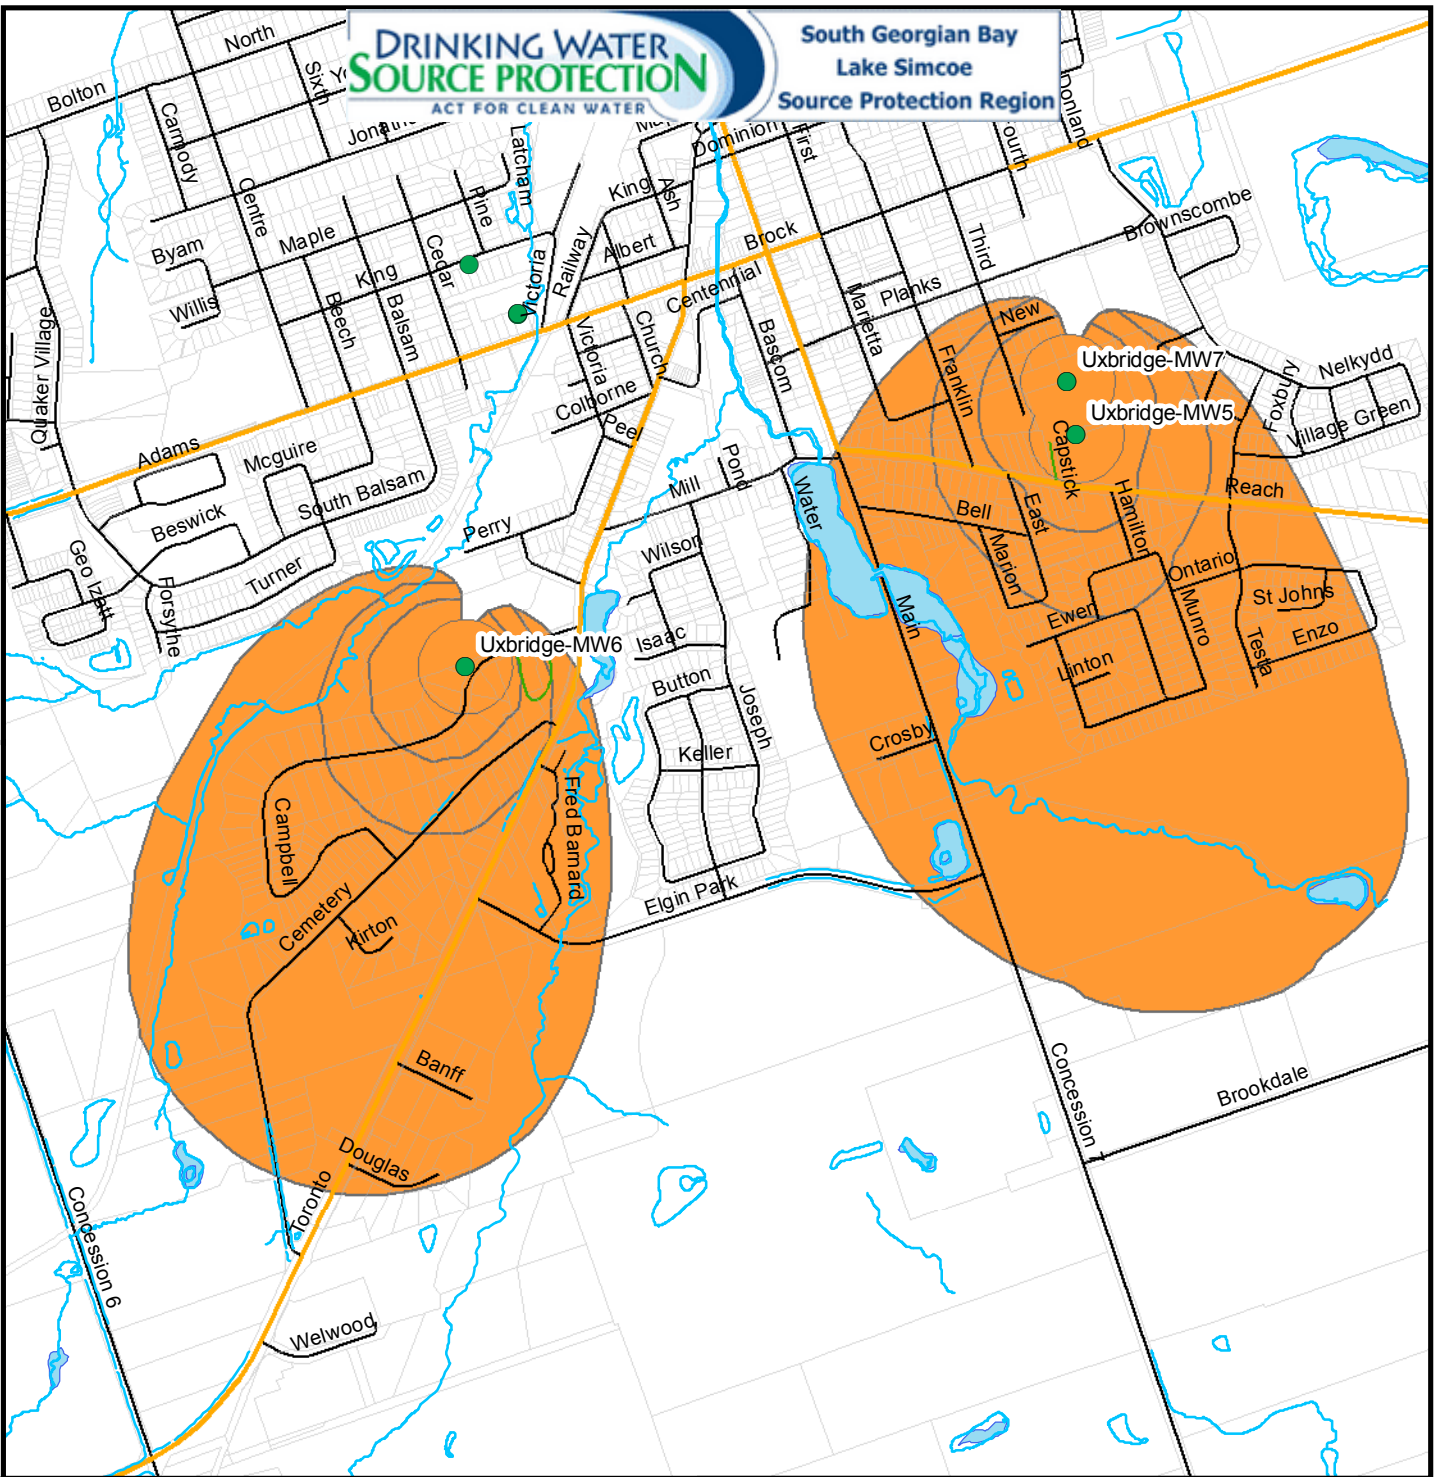 DRINKING WATER
SOURCE PROTECTION
ACT FOR CLEAN WATER
South Georgian Bay
Lake Simcoe
Source Protection Region
North
Bolton
Sixth
Carmody
Centre
Latcham
Dominion
First
Donland
King
Ash
Pine
Maple
Byam
Willis
King
Cedar
Victoria
Railway
Albert
Brock
Centennial
Third
Brownscombe
Planks
Marietta
Beech
Balsam
Victoria
Church
Bascom
New
Franklin
Uxbridge-MW7
Uxbridge-MW5
Foxbury
Nelkydd
Village Green
Quaker Village
Colborne
Peel
Adams
Mcguire
South Balsam
Beswick
Perry
Pond
Mill
Water
Capstick
Reach
Bell
East
Hamilton
Marion
Geo Izatt
Forsythe
Turner
Wilson
Ontario
St Johns
Enzo
Munro
Testa
Main
Ewen
Linton
Uxbridge-MW6
Isaac
Button
Joseph
Keller
Crosby
Campbell
Fred Barnard
Elgin Park
Cemetery
Kirton
Banff
Douglas
Toronto
Concession 6
Welwood
Concession 7
Brookdale